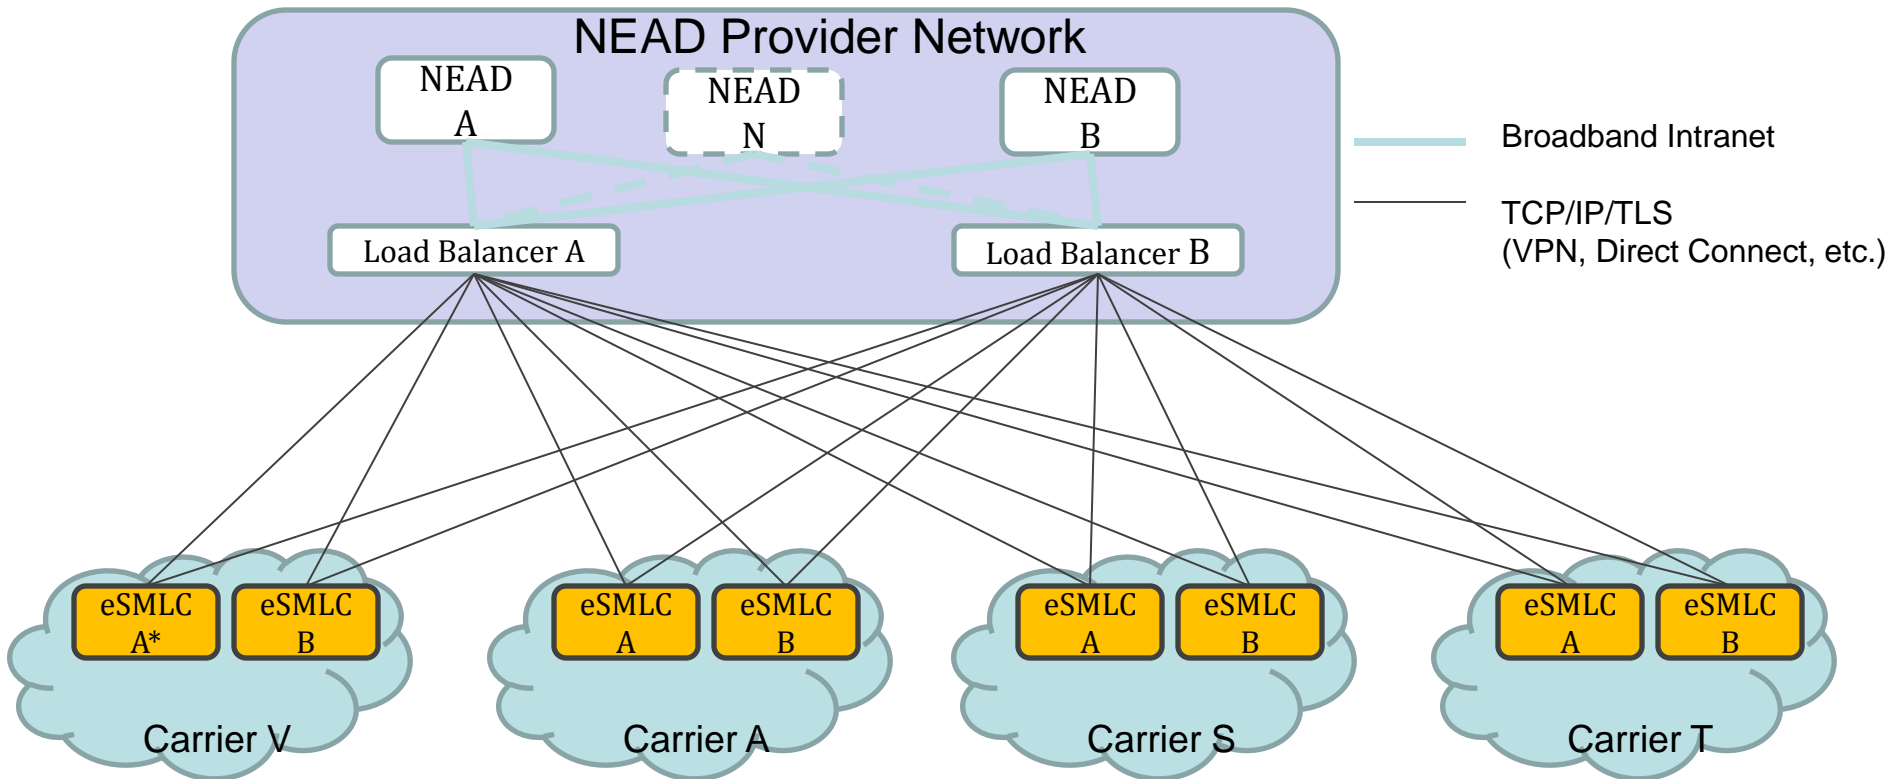 NEAD Provider Network
NEAD
A
NEAD
N
NEAD
B
Load Balancer A
Load Balancer B
Broadband Intranet
TCP/IP/TLS
(VPN, Direct Connect, etc.)
eSMLC
A*
eSMLC
B
Carrier V
eSMLC
A
eSMLC
B
Carrier A
eSMLC
A
eSMLC
B
Carrier S
eSMLC
A
eSMLC
B
Carrier T